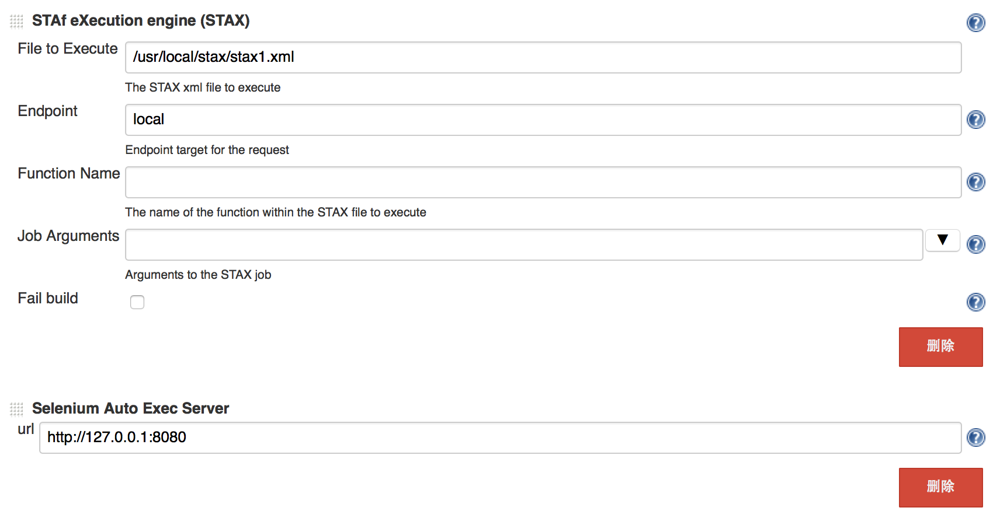 STAf eXecution engine (STAX)
File to Execute
/usr/local/stax/stax1.xml
The STAX xml file to execute
Endpoint
local
Endpoint target for the request
Function Name
The name of the function within the STAX file to execute
Job Arguments
▼
Arguments to the STAX job
Fail build
删除
Selenium Auto Exec Server
url
http://127.0.0.1:8080
删除